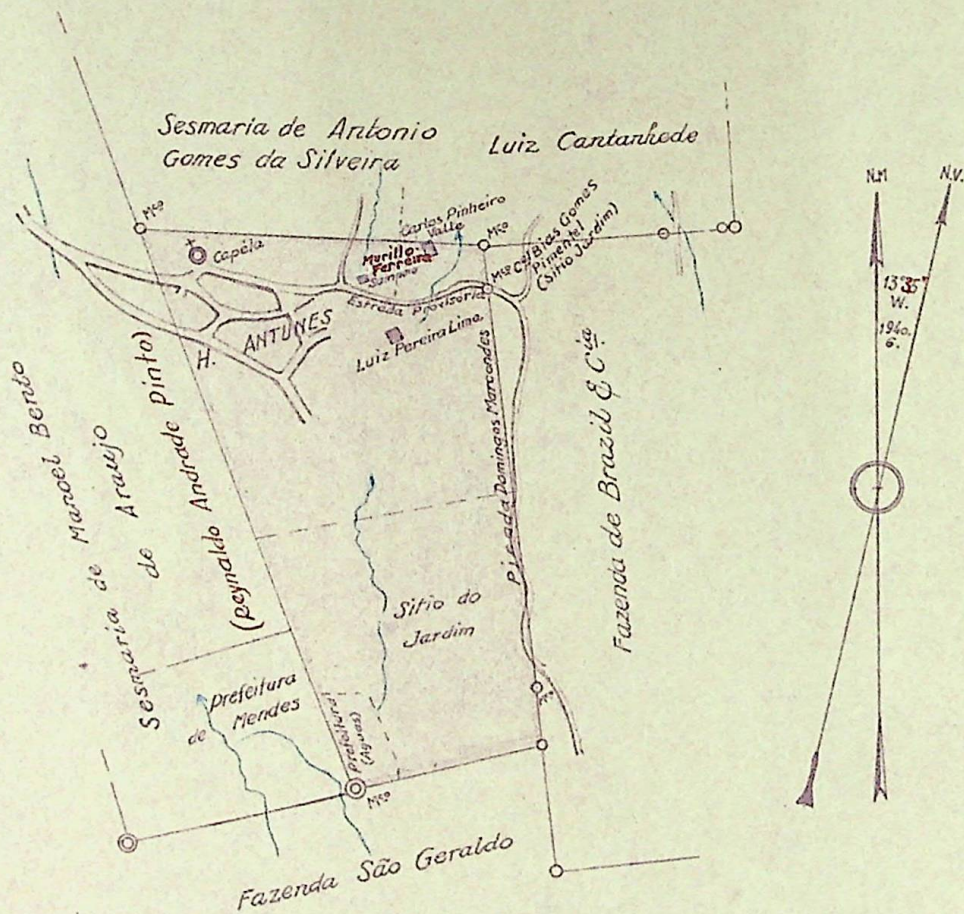 Sesmaria de Antonio
Gomes da Silveira
Luiz Cantanhede
N.M
N.V.
Mco
Carlos Pinheiro
Valle
Mco
Mco Cel Bias Gomes
Pimentel
(Sitio Jardim)
Capéla
Murillo
Ferreira
Estrada Provisoria
13°35'
W.
1940.
6.
H. ANTUNES
Luiz Pereira Lima
Sesmaria de Manoel Bento
de Araujo
(Reynaldo Andrade Pinto)
Picada Domingos Marcondes
Fazenda de Brazil & Cia
Sitio do
Jardim
Prefeitura
de Mendes
Prefeitura
(Aguas)
Mco
Fazenda São Geraldo